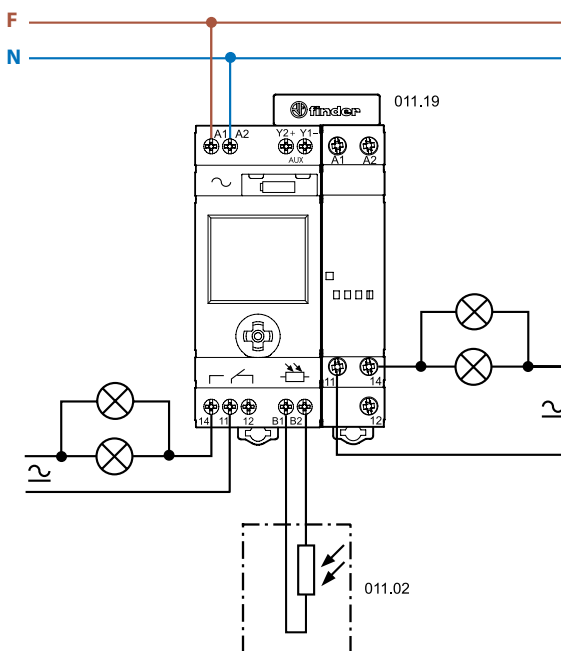 F
N
finder
011.19
A1 A2 Y2+ Y1-
AUX
A1 A2
11 14
12
14 11 12 B1 B2
011.02